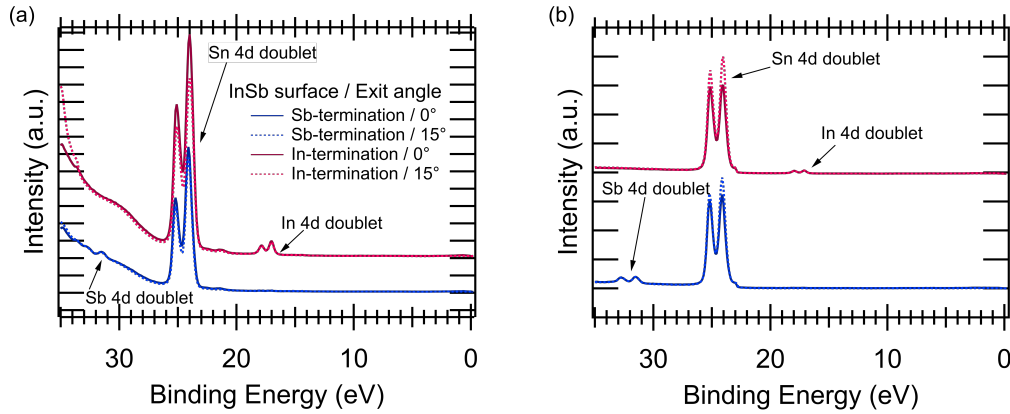 (a)
Sn 4d doublet
InSb surface / Exit angle
Sb-termination / 0°
Sb-termination / 15°
In-termination / 0°
In-termination / 15°
In 4d doublet
Sb 4d doublet
Intensity (a.u.)
30
20
10
0
Binding Energy (eV)
(b)
Sn 4d doublet
In 4d doublet
Sb 4d doublet
Intensity (a.u.)
30
20
10
0
Binding Energy (eV)